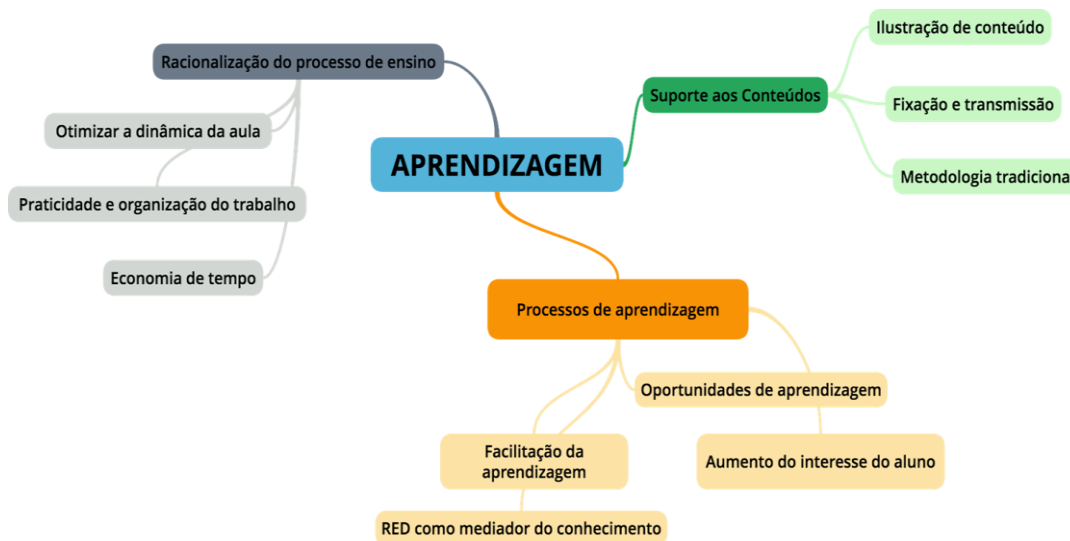 Ilustração de conteúdo
Racionalização do processo de ensino
Suporte aos Conteúdos
Fixação e transmissão
Otimizar a dinâmica da aula
APRENDIZAGEM
Metodologia tradiciona
Praticidade e organização do trabalho
Economia de tempo
Processos de aprendizagem
Oportunidades de aprendizagem
Facilitação da
aprendizagem
Aumento do interesse do aluno
RED como mediador do conhecimento